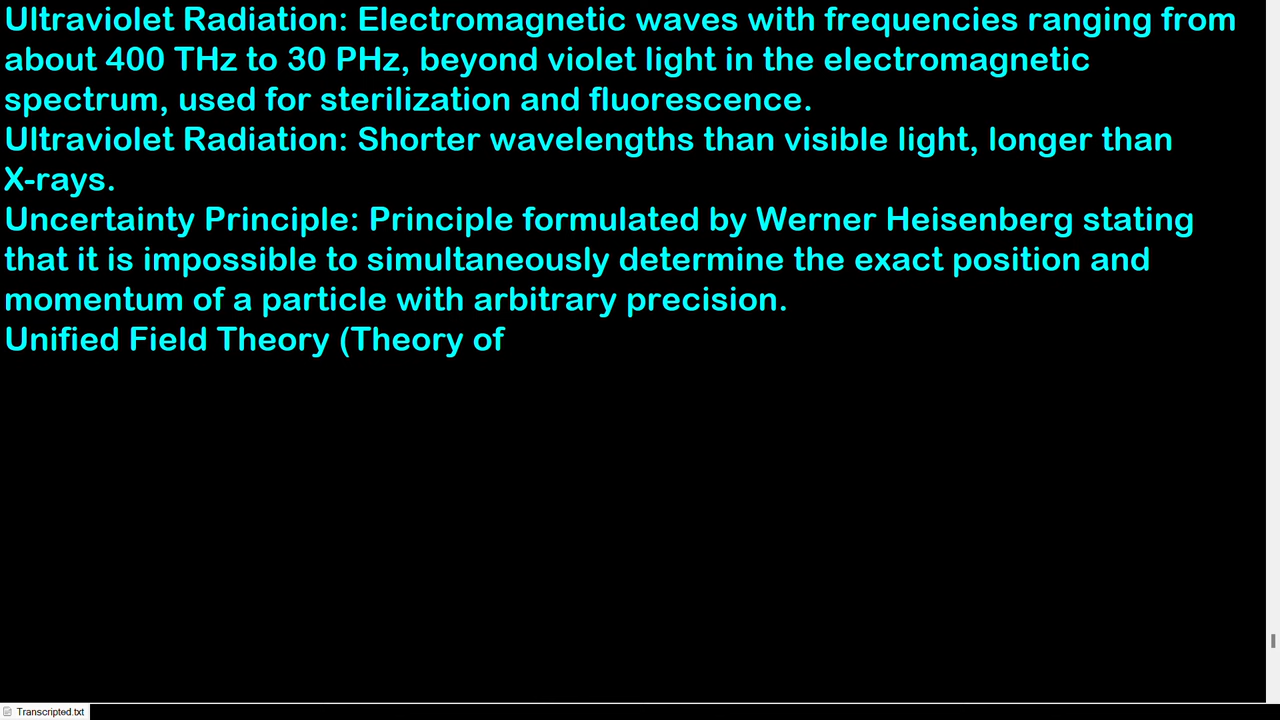 Ultraviolet Radiation: Electromagnetic waves with frequencies ranging from
about 400 THz to 30 PHz, beyond violet light in the electromagnetic
spectrum, used for sterilization and fluorescence.
Ultraviolet Radiation: Shorter wavelengths than visible light, longer than
X-rays.
Uncertainty Principle: Principle formulated by Werner Heisenberg stating
that it is impossible to simultaneously determine the exact position and
momentum of a particle with arbitrary precision.
Unified Field Theory (Theory of
Transcripted.txt